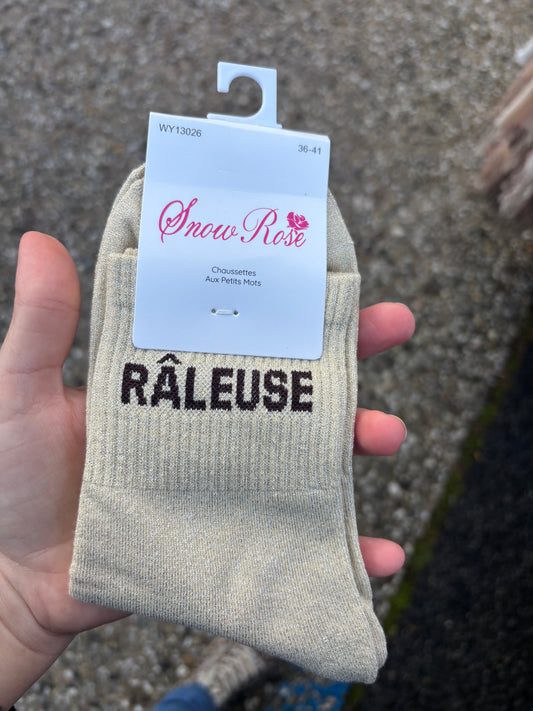 WY13026
36-41
Snow Rose
Chaussettes
Aux Petits Mots
RÂLEUSE